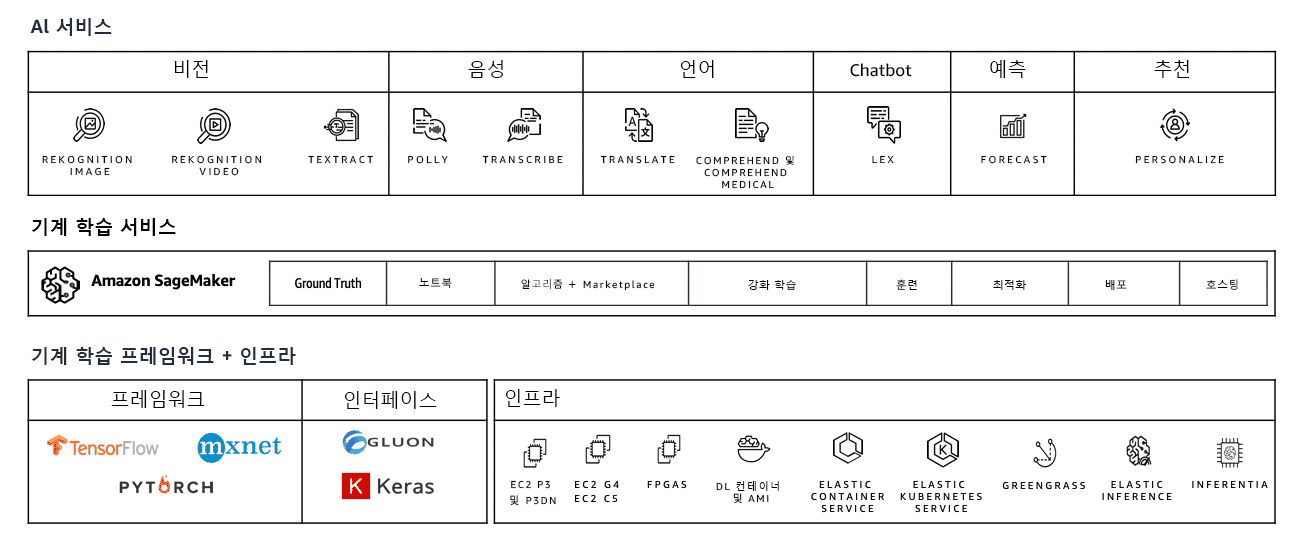 AI 서비스
비전
음성
언어
Chatbot
예측
추천
REKOGNITION
IMAGE
REKOGNITION
VIDEO
TEXTRACT
POLLY
TRANSCRIBE
TRANSLATE
COMPREHEND 및
COMPREHEND
MEDICAL
LEX
FORECAST
PERSONALIZE
기계 학습 서비스
Amazon SageMaker
Ground Truth
노트북
알고리즘 + Marketplace
강화 학습
훈련
최적화
배포
호스팅
기계 학습 프레임워크 + 인프라
프레임워크
인터페이스
인프라
TensorFlow
mxnet
PYTORCH
GLUON
K Keras
EC2 P3
및 P3DN
EC2 G4
EC2 C5
FPGAS
DL 컨테이너
및 AMI
ELASTIC
CONTAINER
SERVICE
ELASTIC
KUBERNETES
SERVICE
GREENGRASS
ELASTIC
INFERENCE
INFERENTIA